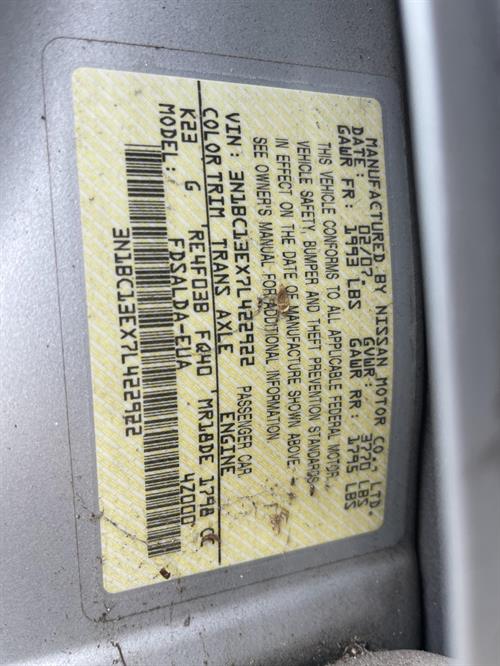 MANUFACTURED BY NISSAN MOTOR CO., LTD.
DATE: 02/07 GVWR: 3720 LBS
GAWR FR: 1993 LBS GAWR RR: 1795 LBS
THIS VEHICLE CONFORMS TO ALL APPLICABLE FEDERAL MOTOR
VEHICLE SAFETY, BUMPER AND THEFT PREVENTION STANDARDS
IN EFFECT ON THE DATE OF MANUFACTURE SHOWN ABOVE.
SEE OWNER'S MANUAL FOR ADDITIONAL INFORMATION. PASSENGER CAR
VIN: 3N1BC13EX7L422922
COLOR TRIM TRANS AXLE ENGINE
K23 G RE4F03B FQHD MR18DE 1798 CC
MODEL: FDSALDA-EUA 4Z000
3N1BC13EX7L422922